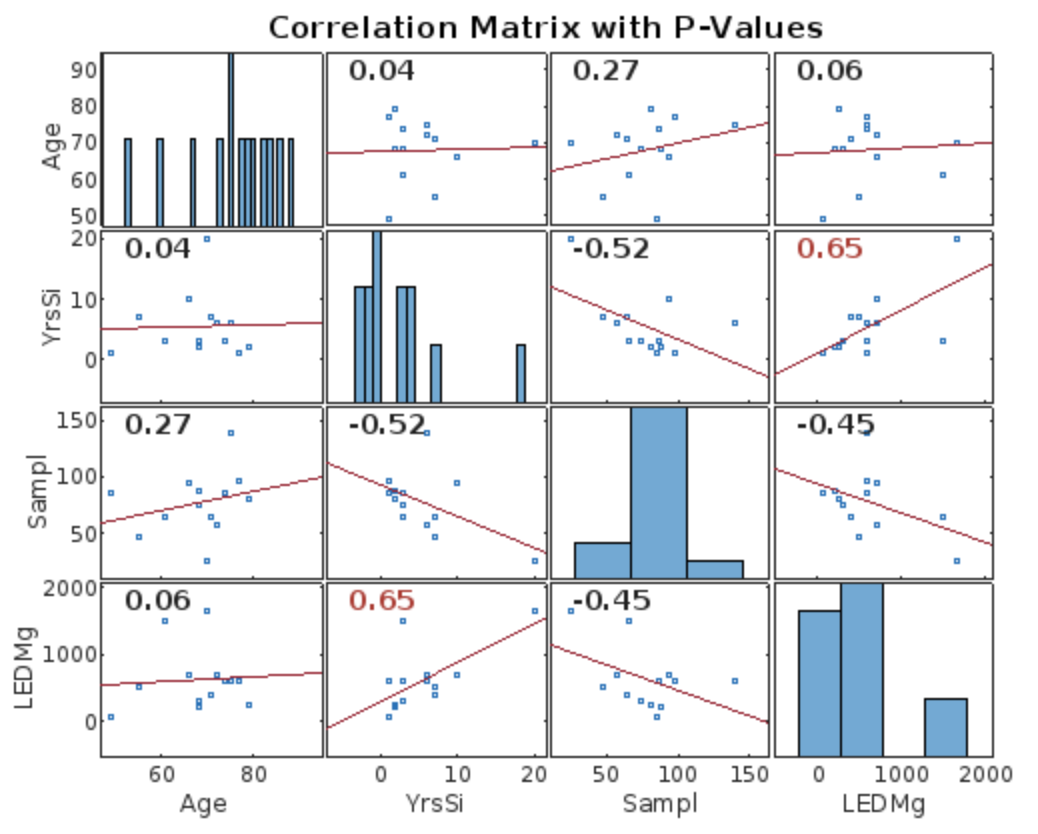 Correlation Matrix with P-Values
Age
90
80
70
60
50
0.04
0.27
0.06
YrsSi
20
10
0
0.04
-0.52
0.65
Sampl
150
100
50
0.27
-0.52
-0.45
LEDMg
2000
1000
0
0.06
0.65
-0.45
60 80
0 10 20
50 100 150
0 1000 2000
Age
YrsSi
Sampl
LEDMg